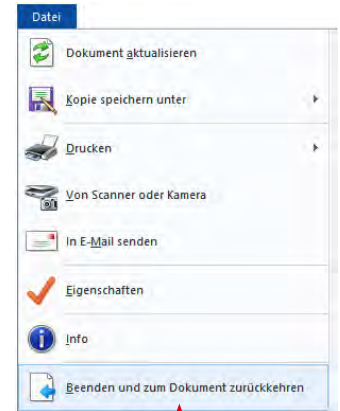 Datei
Dokument aktualisieren
Kopie speichern unter
Drucken
Von Scanner oder Kamera
In E-Mail senden
Eigenschaften
Info
Beenden und zum Dokument zurückkehren